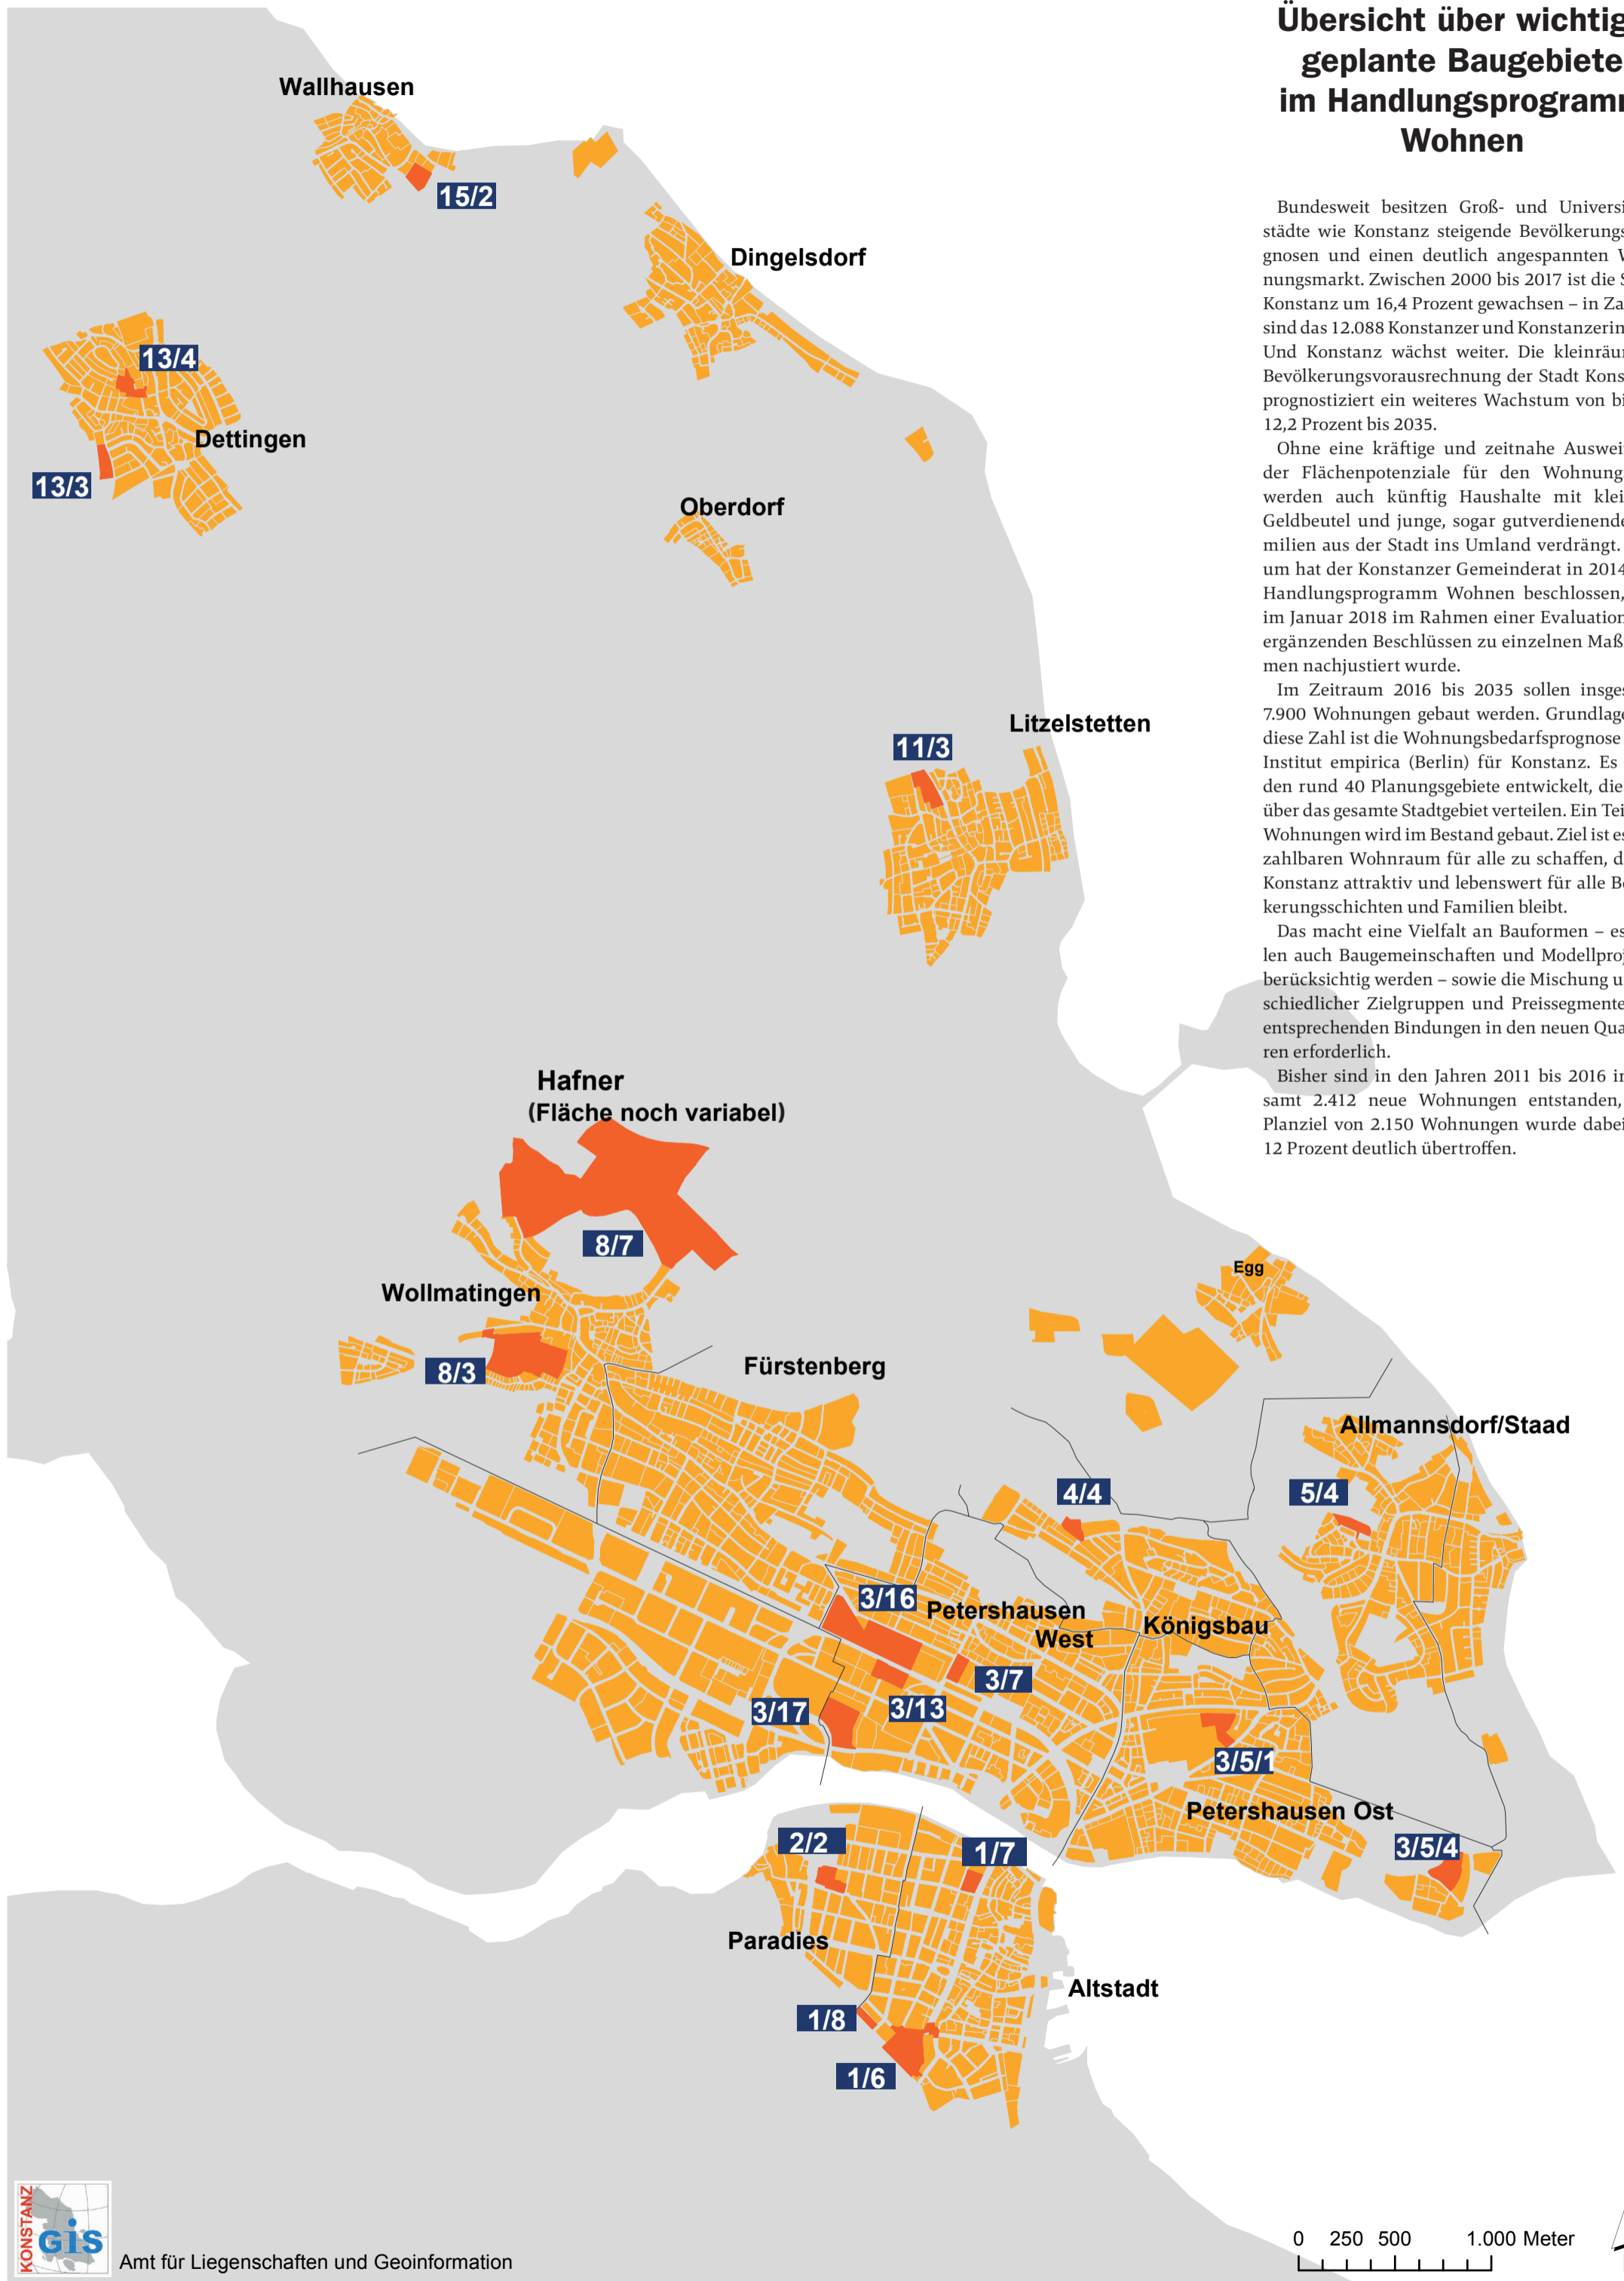 Übersicht über wichtig
geplante Baugebiete
im Handlungsprogram
Wohnen
Bundesweit besitzen Groß- und Universi
städte wie Konstanz steigende Bevölkerungs
gnosen und einen deutlich angespannten W
nungsmarkt. Zwischen 2000 bis 2017 ist die S
Konstanz um 16,4 Prozent gewachsen – in Za
sind das 12.088 Konstanzer und Konstanzerin
Und Konstanz wächst weiter. Die kleinräu
Bevölkerungsvorausrechnung der Stadt Kons
prognostiziert ein weiteres Wachstum von bi
12,2 Prozent bis 2035.
Ohne eine kräftige und zeitnahe Auswei
der Flächenpotenziale für den Wohnung
werden auch künftig Haushalte mit klei
Geldbeutel und junge, sogar gutverdienende
milien aus der Stadt ins Umland verdrängt.
um hat der Konstanzer Gemeinderat in 2014
Handlungsprogramm Wohnen beschlossen,
im Januar 2018 im Rahmen einer Evaluation
ergänzenden Beschlüssen zu einzelnen Maß
men nachjustiert wurde.
Im Zeitraum 2016 bis 2035 sollen insges
7.900 Wohnungen gebaut werden. Grundlage
diese Zahl ist die Wohnungsbedarfsprognose
Institut empirica (Berlin) für Konstanz. Es
den rund 40 Planungsgebiete entwickelt, die
über das gesamte Stadtgebiet verteilen. Ein Tei
Wohnungen wird im Bestand gebaut. Ziel ist es
zahlbaren Wohnraum für alle zu schaffen, d
Konstanz attraktiv und lebenswert für alle Be
kerungsschichten und Familien bleibt.
Das macht eine Vielfalt an Bauformen – es
len auch Baugemeinschaften und Modellproj
berücksichtig werden – sowie die Mischung u
schiedlicher Zielgruppen und Preissegmente
entsprechenden Bindungen in den neuen Qua
ren erforderlich.
Bisher sind in den Jahren 2011 bis 2016 in
samt 2.412 neue Wohnungen entstanden,
Planziel von 2.150 Wohnungen wurde dabei
12 Prozent deutlich übertroffen.
Wallhausen
15/2
Dingelsdorf
13/4
Dettingen
13/3
Oberdorf
Litzelstetten
11/3
Hafner
(Fläche noch variabel)
8/7
Egg
Wollmatingen
8/3
Fürstenberg
Allmannsdorf/Staad
4/4
5/4
3/16
Petershausen
West
Königsbau
3/7
3/17
3/13
3/5/1
Petershausen Ost
3/5/4
2/2
1/7
Paradies
Altstadt
1/8
1/6
KONSTANZ
GIS
Amt für Liegenschaften und Geoinformation
0 250 500 1.000 Meter